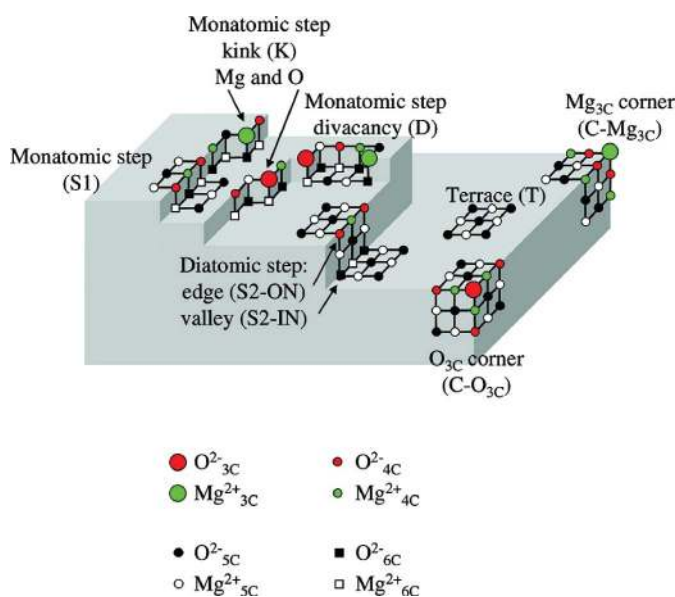 Monatomic step
kink (K)
Mg and O
Monatomic step
divacancy (D)
Mg3C corner
(C-Mg3C)
Monatomic step
(S1)
Terrace (T)
Diatomic step:
edge (S2-ON)
valley (S2-IN)
O3C corner
(C-O3C)
O2-3C
O2-4C
Mg2+3C
Mg2+4C
O2-5C
O2-6C
Mg2+5C
Mg2+6C